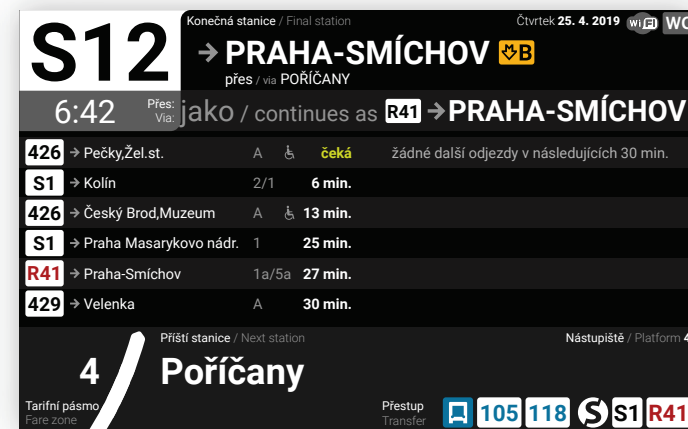 S12
Konečná stanice / Final station
Čtvrtek 25. 4. 2019 WiFi WC
→ PRAHA-SMÍCHOV B
přes / via POŘÍČANY
6:42
Přes:
Via:
jako / continues as R41 → PRAHA-SMÍCHOV
426 → Pečky,Žel.st. A čeká žádné další odjezdy v následujících 30 min.
S1 → Kolín 2/1 6 min.
426 → Český Brod,Muzeum A 13 min.
S1 → Praha Masarykovo nádr. 1 25 min.
R41 → Praha-Smíchov 1a/5a 27 min.
429 → Velenka A 30 min.
Příští stanice / Next station
Nástupiště / Platform 4
4
Poříčany
Tarifní pásmo
Fare zone
Přestup
Transfer
105 118 S S1 R41